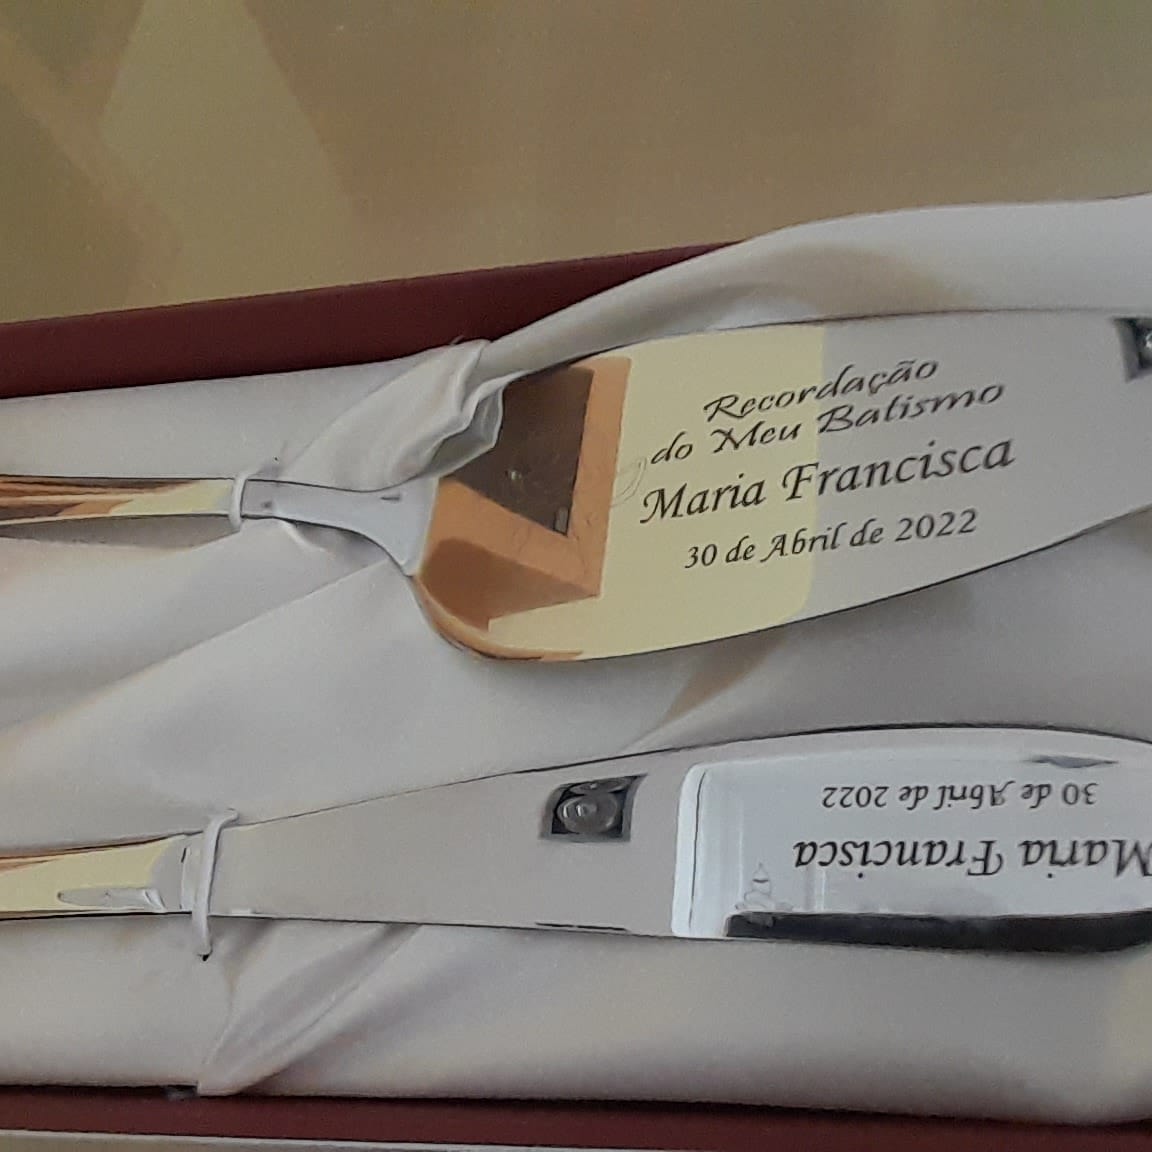 Recordação
do Meu Batismo
Maria Francisca
30 de Abril de 2022
Maria Francisca
30 de Abril de 2022